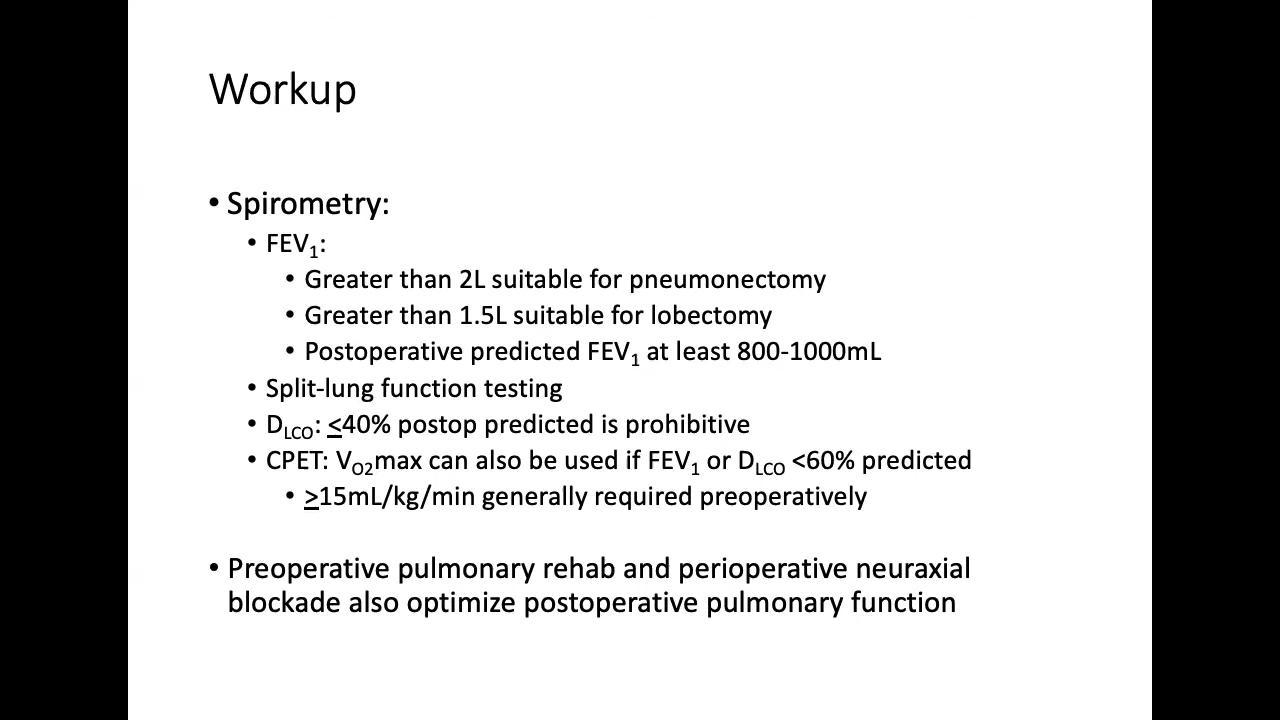 Workup
• Spirometry:
• FEV₁:
• Greater than 2L suitable for pneumonectomy
• Greater than 1.5L suitable for lobectomy
• Postoperative predicted FEV₁ at least 800-1000mL
• Split-lung function testing
• D_LCO: ≤40% postop predicted is prohibitive
• CPET: V_O2max can also be used if FEV₁ or D_LCO <60% predicted
• ≥15mL/kg/min generally required preoperatively
• Preoperative pulmonary rehab and perioperative neuraxial
blockade also optimize postoperative pulmonary function